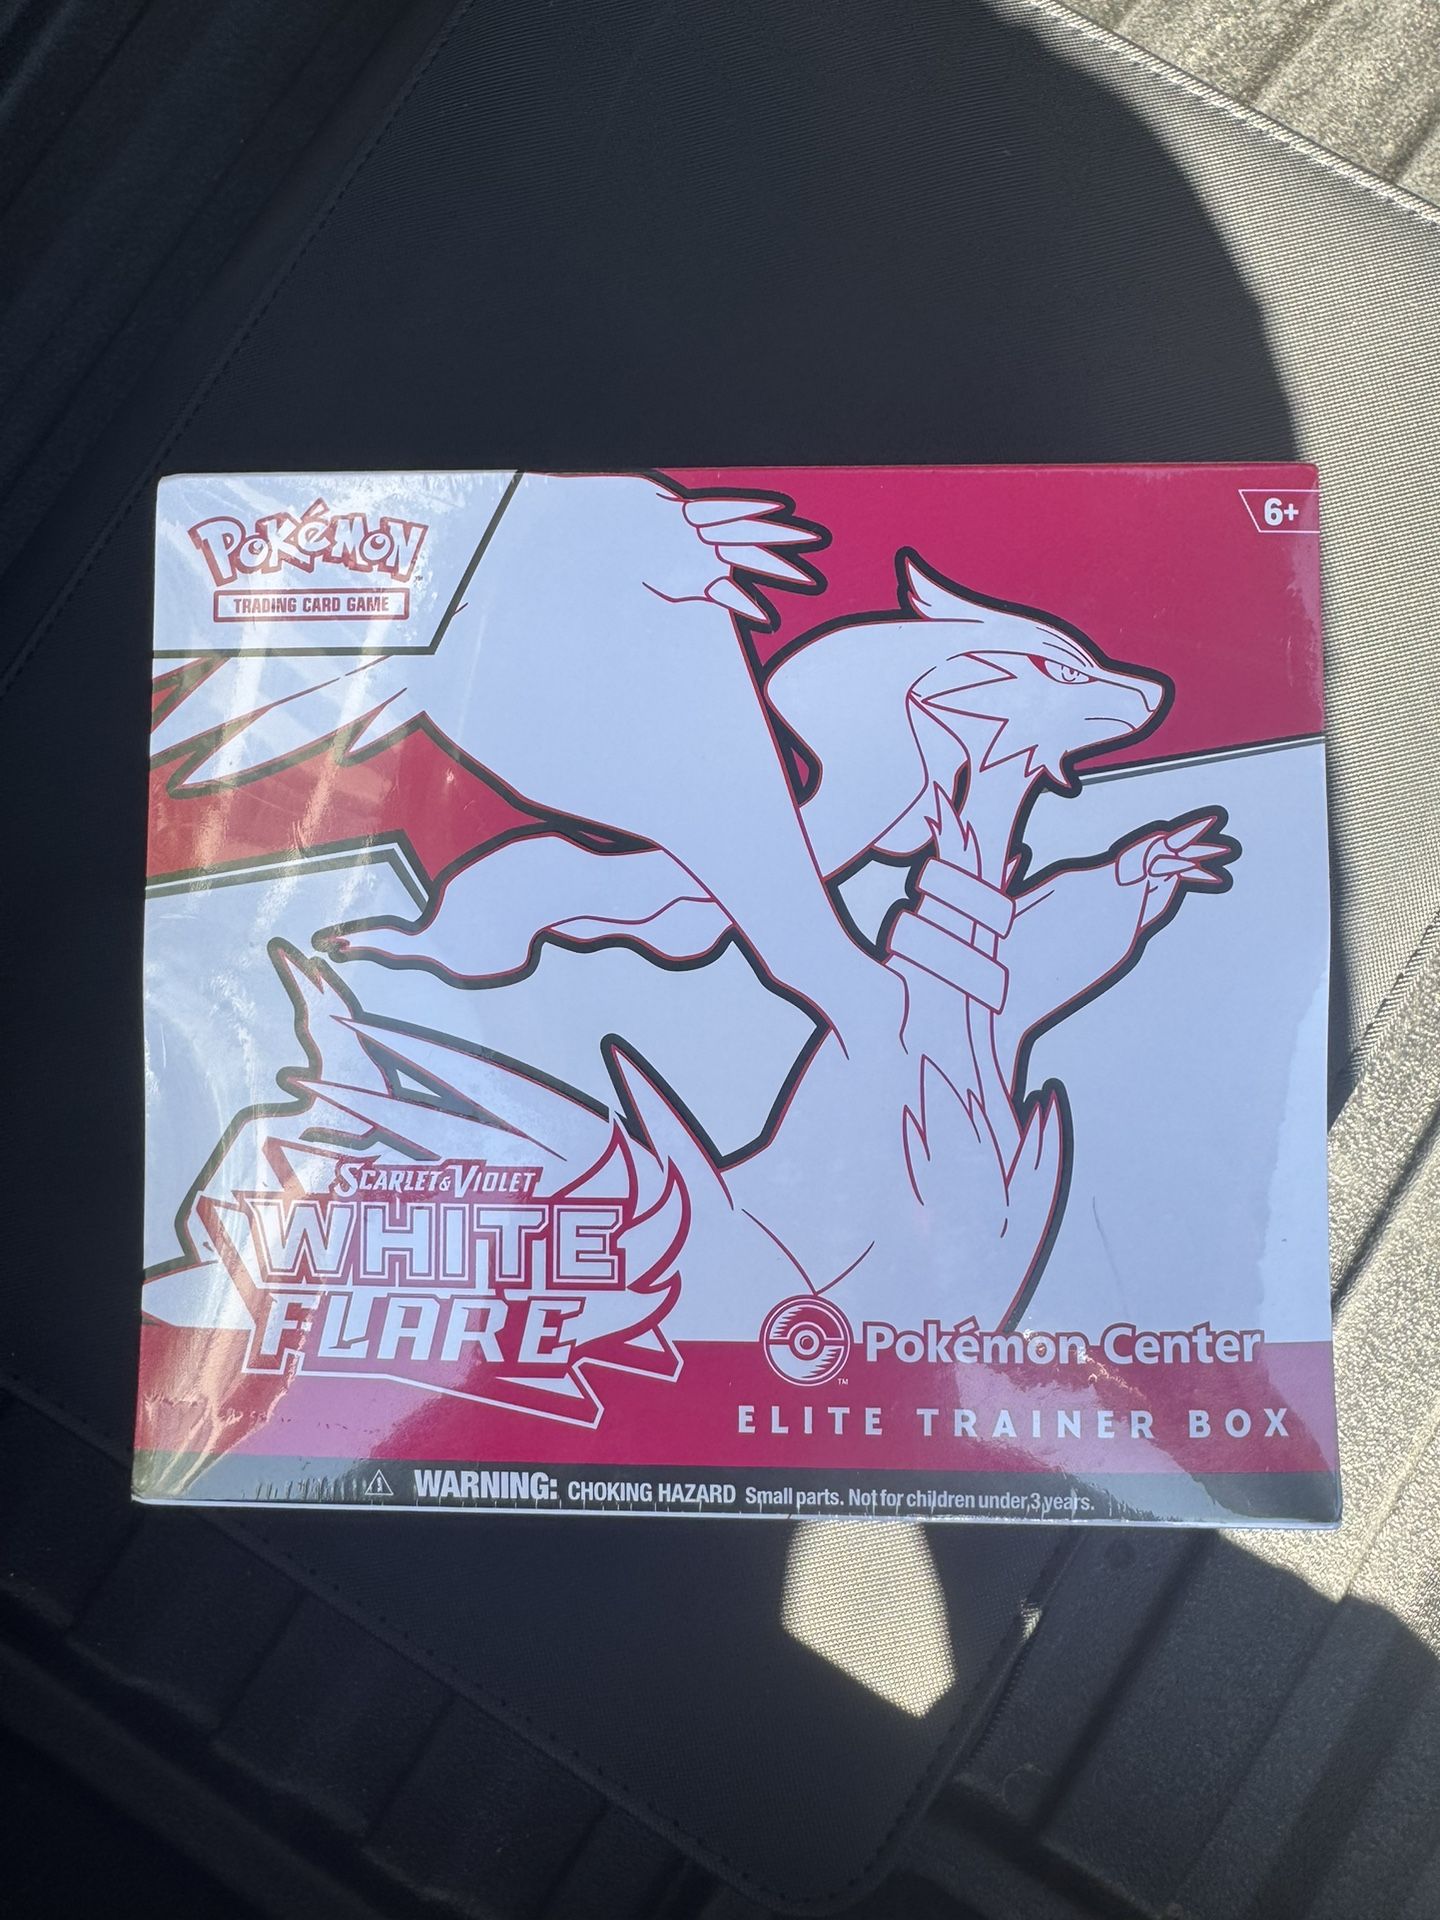 POKéMON
TRADING CARD GAME
6+
SCARLET & VIOLET
WHITE
FLARE
Pokémon Center
TM
ELITE TRAINER BOX
WARNING: CHOKING HAZARD Small parts. Not for children under 3 years.